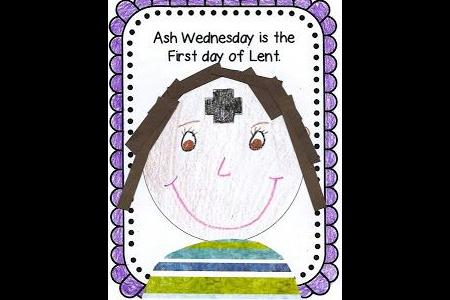 Ash Wednesday is the
First day of Lent.